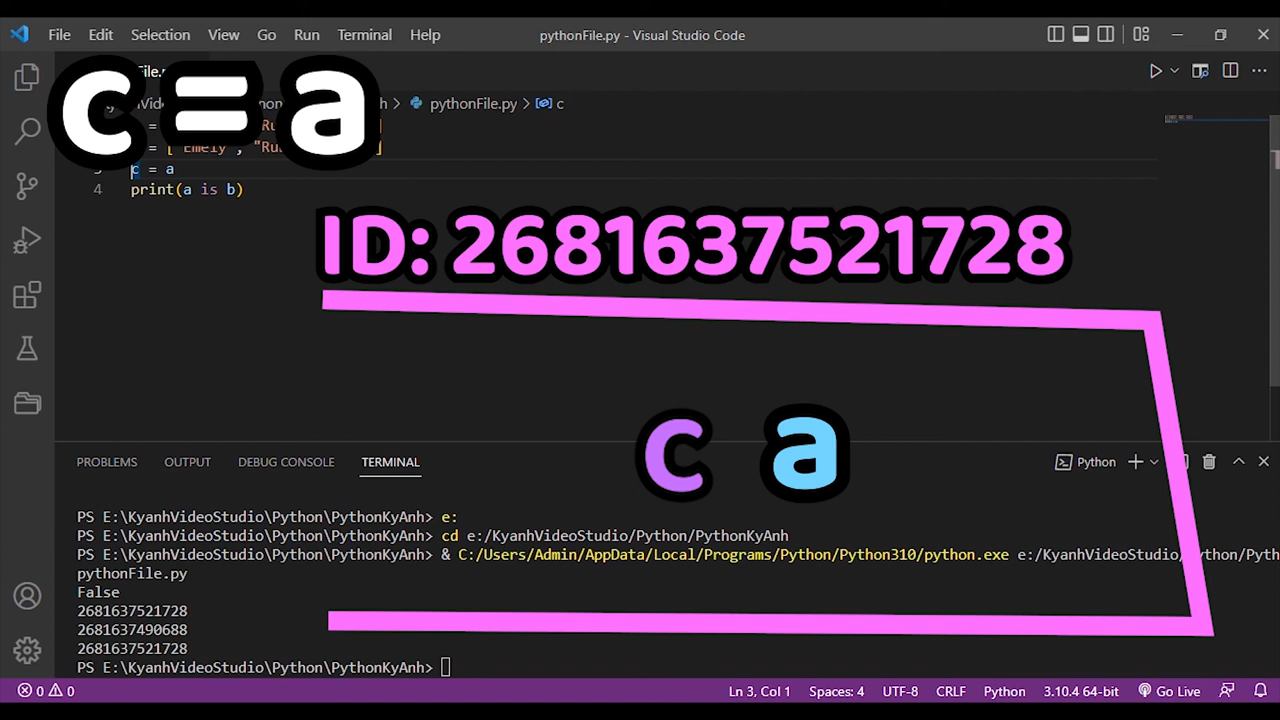 File Edit Selection View Go Run Terminal Help pythonFile.py - Visual Studio Code
c=a
pythonFile.py > c
= ["Emely", "Ru
c = a
4 print(a is b)
ID: 2681637521728
c a
PROBLEMS OUTPUT DEBUG CONSOLE TERMINAL Python
PS E:\KyanhVideoStudio\Python\PythonKyAnh> e:
PS E:\KyanhVideoStudio\Python\PythonKyAnh> cd e:/KyanhVideoStudio/Python/PythonKyAnh
PS E:\KyanhVideoStudio\Python\PythonKyAnh> & C:/Users/Admin/AppData/Local/Programs/Python/Python310/python.exe e:/KyanhVideoStudio/Python/Pyth
pythonFile.py
False
2681637521728
2681637490688
2681637521728
PS E:\KyanhVideoStudio\Python\PythonKyAnh>
0 0 Ln 3, Col 1 Spaces: 4 UTF-8 CRLF Python 3.10.4 64-bit Go Live